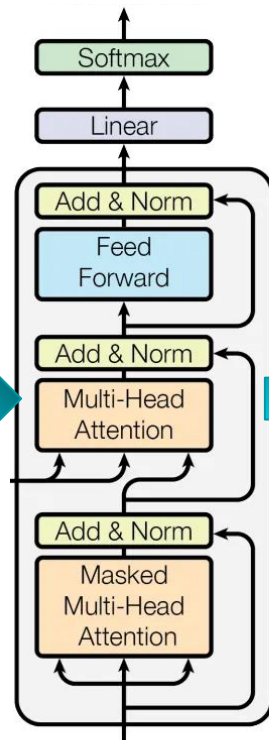 Softmax
Linear
Add & Norm
Feed
Forward
Add & Norm
Multi-Head
Attention
Add & Norm
Masked
Multi-Head
Attention